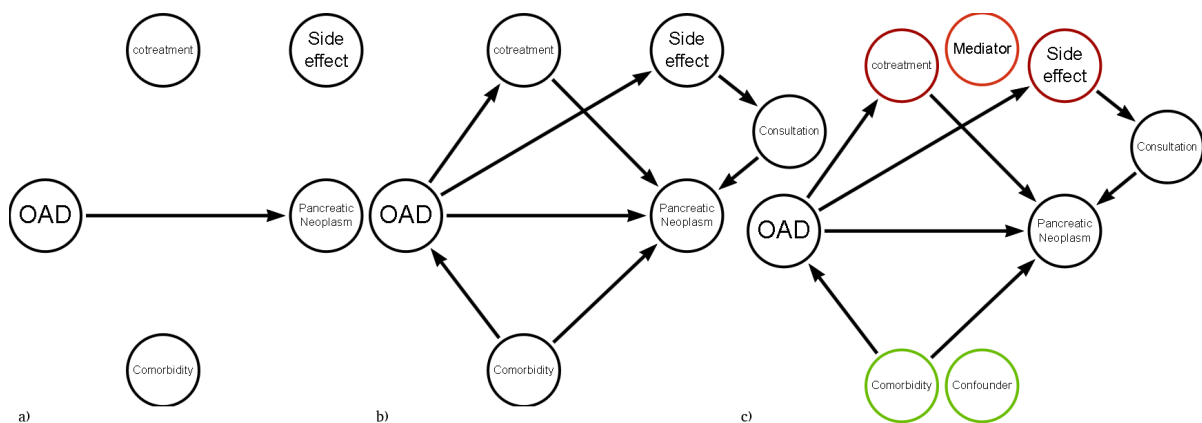 cotreatment
Side
effect
OAD
Pancreatic
Neoplasm
Comorbidity
a)
cotreatment
Side
effect
Consultation
OAD
Pancreatic
Neoplasm
Comorbidity
b)
cotreatment
Mediator
Side
effect
Consultation
OAD
Pancreatic
Neoplasm
Comorbidity
Confounder
c)